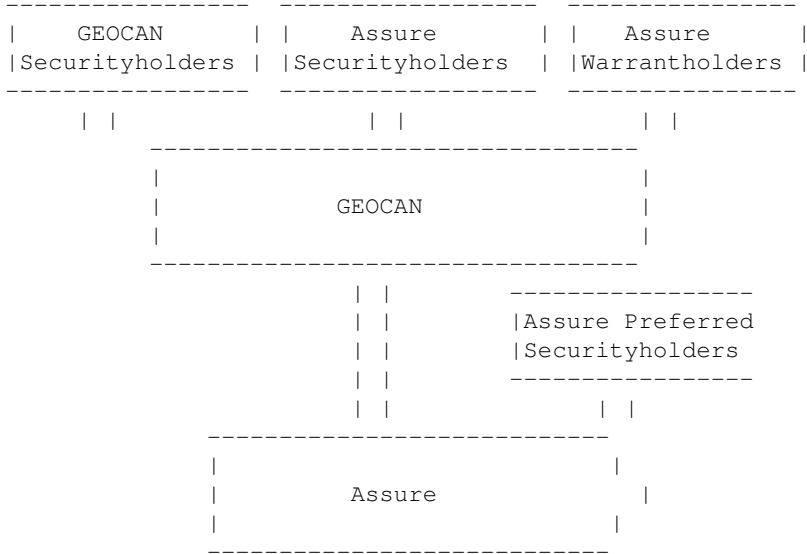 GEOCAN Assure Assure
Securityholders Securityholders Warrantholders
GEOCAN
Assure Preferred
Securityholders
Assure